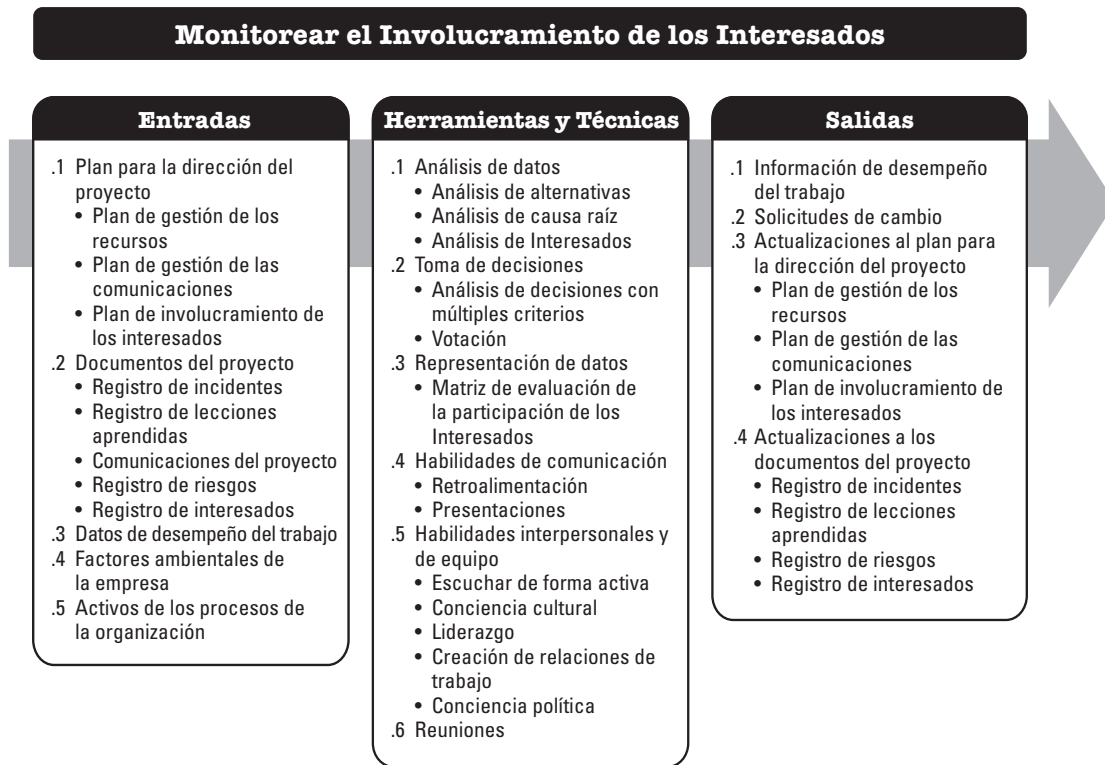 Monitorear el Involucramiento de los Interesados
Entradas
.1 Plan para la dirección del
proyecto
• Plan de gestión de los
recursos
• Plan de gestión de las
comunicaciones
• Plan de involucramiento de
los interesados
.2 Documentos del proyecto
• Registro de incidentes
• Registro de lecciones
aprendidas
• Comunicaciones del proyecto
• Registro de riesgos
• Registro de interesados
.3 Datos de desempeño del trabajo
.4 Factores ambientales de
la empresa
.5 Activos de los procesos de
la organización
Herramientas y Técnicas
.1 Análisis de datos
• Análisis de alternativas
• Análisis de causa raíz
• Análisis de Interesados
.2 Toma de decisiones
• Análisis de decisiones con
múltiples criterios
• Votación
.3 Representación de datos
• Matriz de evaluación de
la participación de los
Interesados
.4 Habilidades de comunicación
• Retroalimentación
• Presentaciones
.5 Habilidades interpersonales y
de equipo
• Escuchar de forma activa
• Conciencia cultural
• Liderazgo
• Creación de relaciones de
trabajo
• Conciencia política
.6 Reuniones
Salidas
.1 Información de desempeño
del trabajo
.2 Solicitudes de cambio
.3 Actualizaciones al plan para
la dirección del proyecto
• Plan de gestión de los
recursos
• Plan de gestión de las
comunicaciones
• Plan de involucramiento de
los interesados
.4 Actualizaciones a los
documentos del proyecto
• Registro de incidentes
• Registro de lecciones
aprendidas
• Registro de riesgos
• Registro de interesados